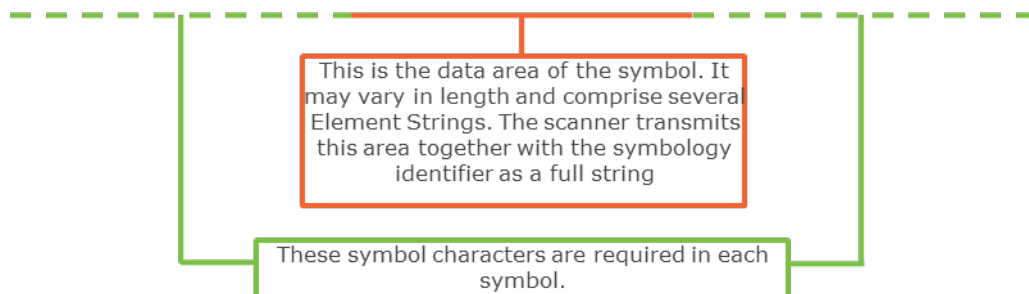 This is the data area of the symbol. It
may vary in length and comprise several
Element Strings. The scanner transmits
this area together with the symbology
identifier as a full string
These symbol characters are required in each
symbol.